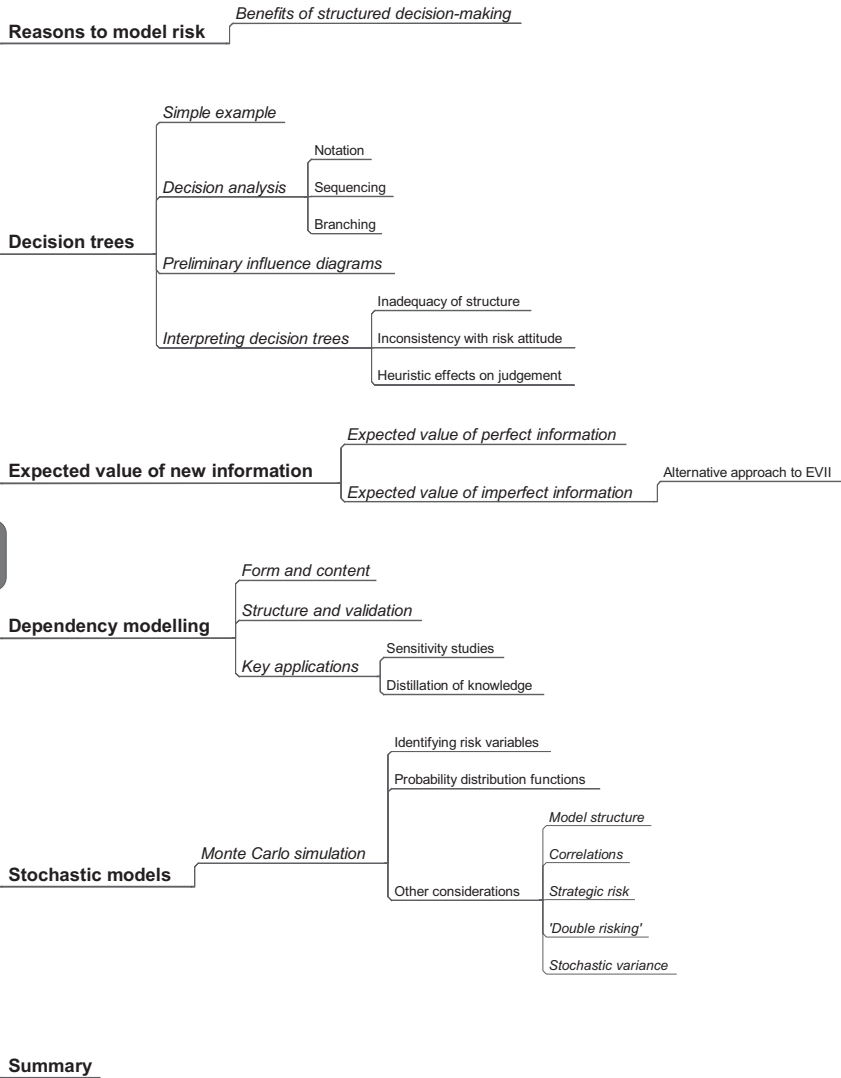 Benefits of structured decision-making
Reasons to model risk
Simple example
Notation
Decision analysis
Sequencing
Branching
Decision trees
Preliminary influence diagrams
Inadequacy of structure
Interpreting decision trees
Inconsistency with risk attitude
Heuristic effects on judgement
Expected value of perfect information
Expected value of new information
Alternative approach to EVII
Expected value of imperfect information
Form and content
Structure and validation
Dependency modelling
Sensitivity studies
Key applications
Distillation of knowledge
Identifying risk variables
Probability distribution functions
Model structure
Monte Carlo simulation
Correlations
Stochastic models
Other considerations
Strategic risk
'Double risking'
Stochastic variance
Summary